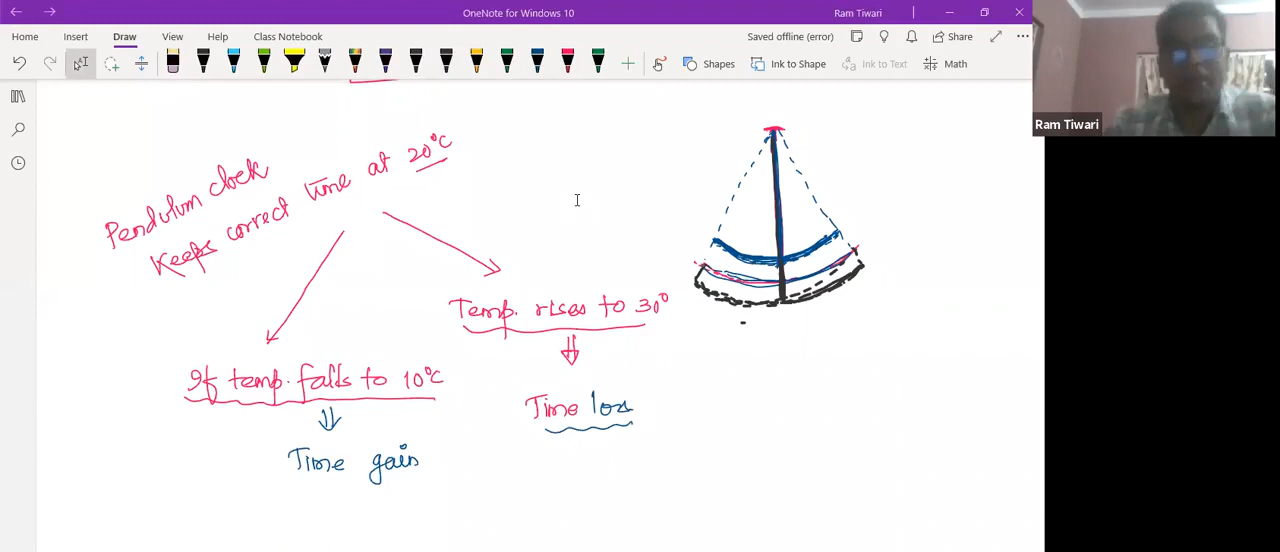 OneNote for Windows 10
Ram Tiwari
Home Insert Draw View Help Class Notebook
Saved offline (error)
Share
Shapes
Ink to Shape
Ink to Text
Math
Ram Tiwari
Pendulum clock
Keeps correct time at 20°C
Temp. rises to 30°
If temp. falls to 10°C
Time loss
Time gain